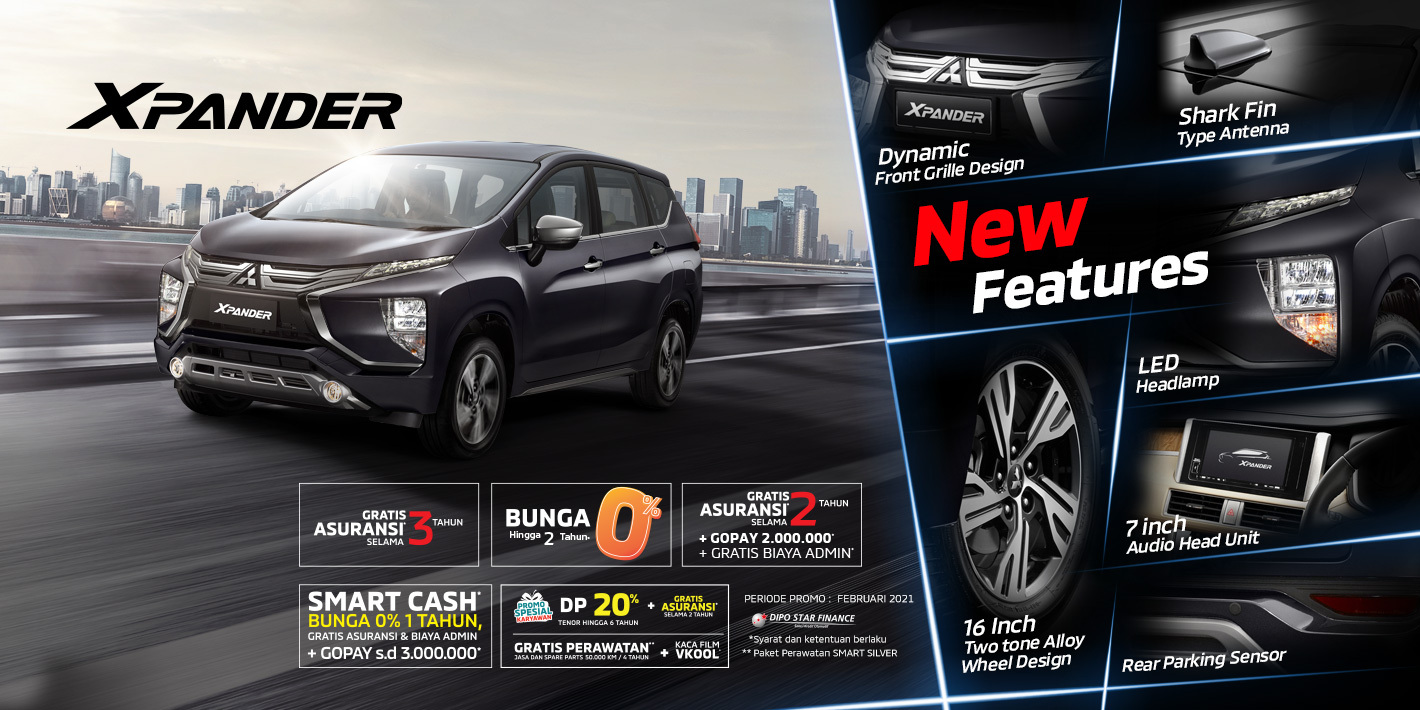 XPANDER
XPANDER
GRATIS
ASURANSI*
SELAMA
3 TAHUN
BUNGA 0%
Hingga 2 Tahun*
GRATIS
ASURANSI*
SELAMA
2 TAHUN
+ GOPAY 2.000.000*
+ GRATIS BIAYA ADMIN*
SMART CASH*
BUNGA 0% 1 TAHUN,
GRATIS ASURANSI & BIAYA ADMIN
+ GOPAY s.d 3.000.000*
PROMO
SPESIAL
KARYAWAN
DP 20%
TENOR HINGGA 6 TAHUN
+ GRATIS
ASURANSI*
SELAMA 2 TAHUN
GRATIS PERAWATAN**
JASA DAN SPARE PARTS 50.000 KM / 4 TAHUN
+ KACA FILM
VKOOL*
PERIODE PROMO : FEBRUARI 2021
DIPO STAR FINANCE
*Syarat dan ketentuan berlaku
** Paket Perawatan SMART SILVER
XPANDER
Dynamic
Front Grille Design
Shark Fin
Type Antenna
New
Features
LED
Headlamp
XPANDER
7 inch
Audio Head Unit
16 Inch
Two tone Alloy
Wheel Design
Rear Parking Sensor